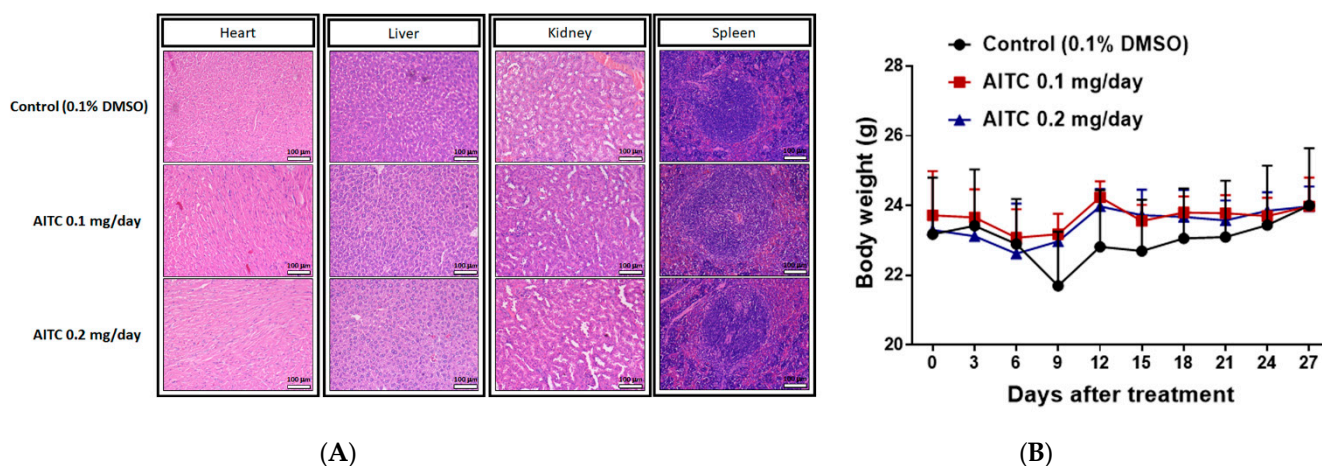 Heart Liver Kidney Spleen
Control (0.1% DMSO)
100 μm 100 μm 100 μm 100 μm
AITC 0.1 mg/day
100 μm 100 μm 100 μm 100 μm
AITC 0.2 mg/day
100 μm 100 μm 100 μm 100 μm
(A)
Control (0.1% DMSO)
AITC 0.1 mg/day
AITC 0.2 mg/day
Body weight (g)
28
26
24
22
20
0 3 6 9 12 15 18 21 24 27
Days after treatment
(B)